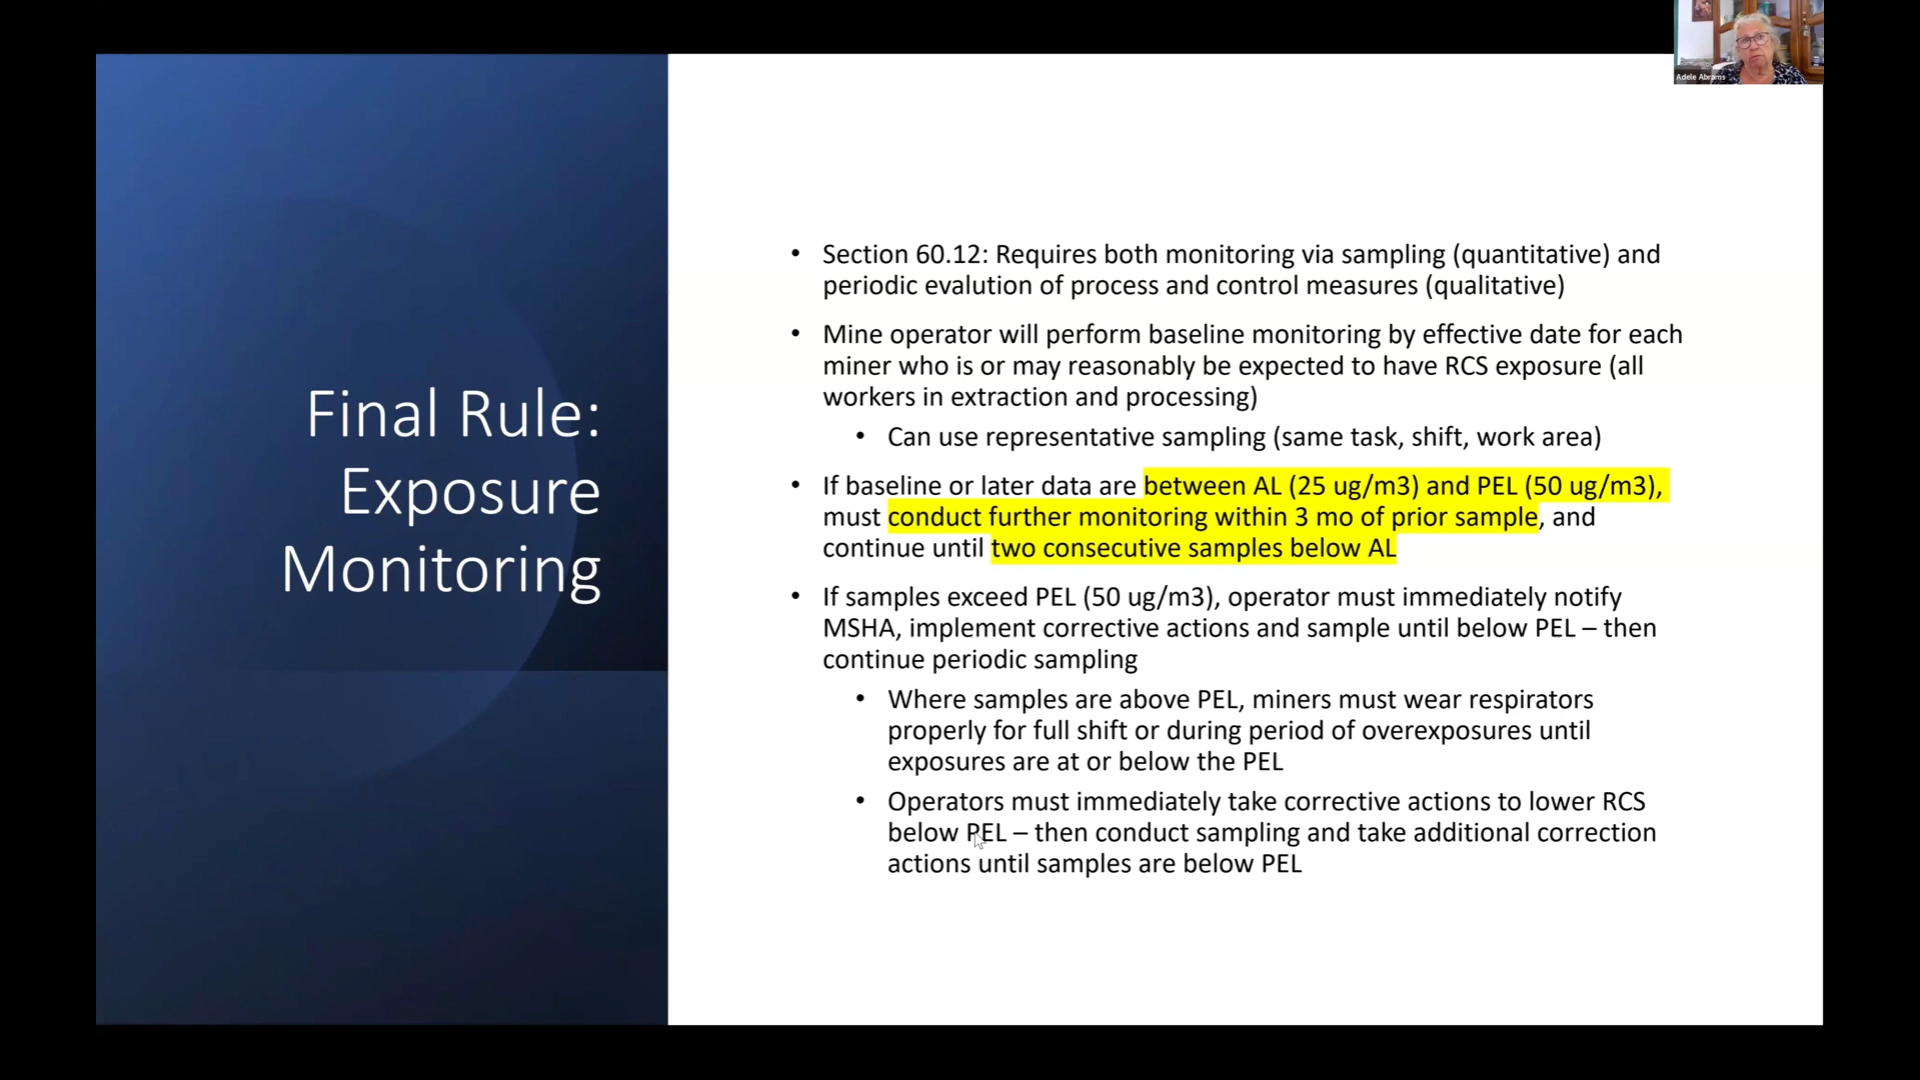 Adele Abrams
Final Rule:
Exposure
Monitoring
• Section 60.12: Requires both monitoring via sampling (quantitative) and
periodic evalution of process and control measures (qualitative)
• Mine operator will perform baseline monitoring by effective date for each
miner who is or may reasonably be expected to have RCS exposure (all
workers in extraction and processing)
• Can use representative sampling (same task, shift, work area)
• If baseline or later data are between AL (25 ug/m3) and PEL (50 ug/m3),
must conduct further monitoring within 3 mo of prior sample, and
continue until two consecutive samples below AL
• If samples exceed PEL (50 ug/m3), operator must immediately notify
MSHA, implement corrective actions and sample until below PEL – then
continue periodic sampling
• Where samples are above PEL, miners must wear respirators
properly for full shift or during period of overexposures until
exposures are at or below the PEL
• Operators must immediately take corrective actions to lower RCS
below PEL – then conduct sampling and take additional correction
actions until samples are below PEL